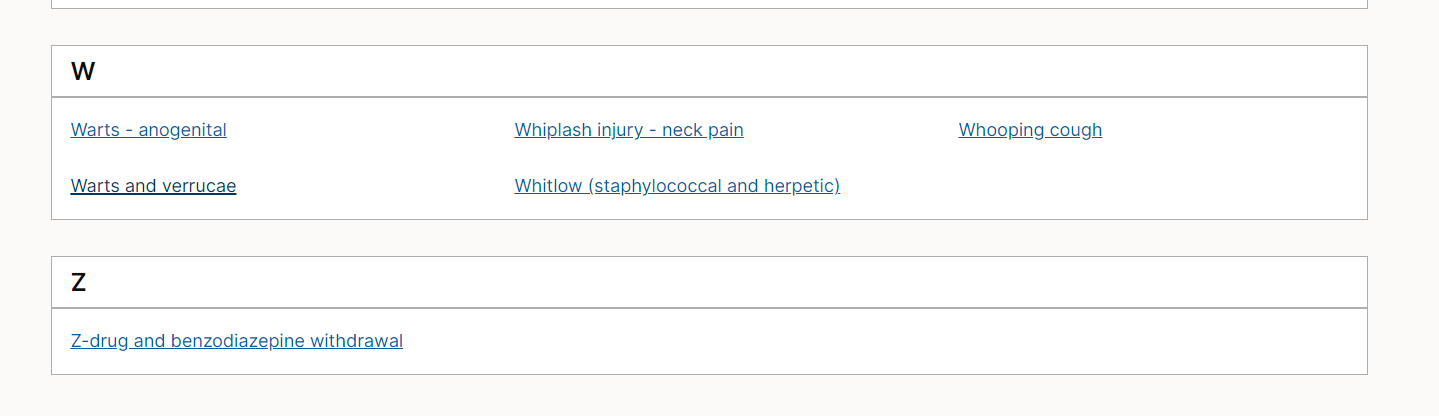 W
Warts - anogenital
Whiplash injury - neck pain
Whooping cough
Warts and verrucae
Whitlow (staphylococcal and herpetic)
Z
Z-drug and benzodiazepine withdrawal